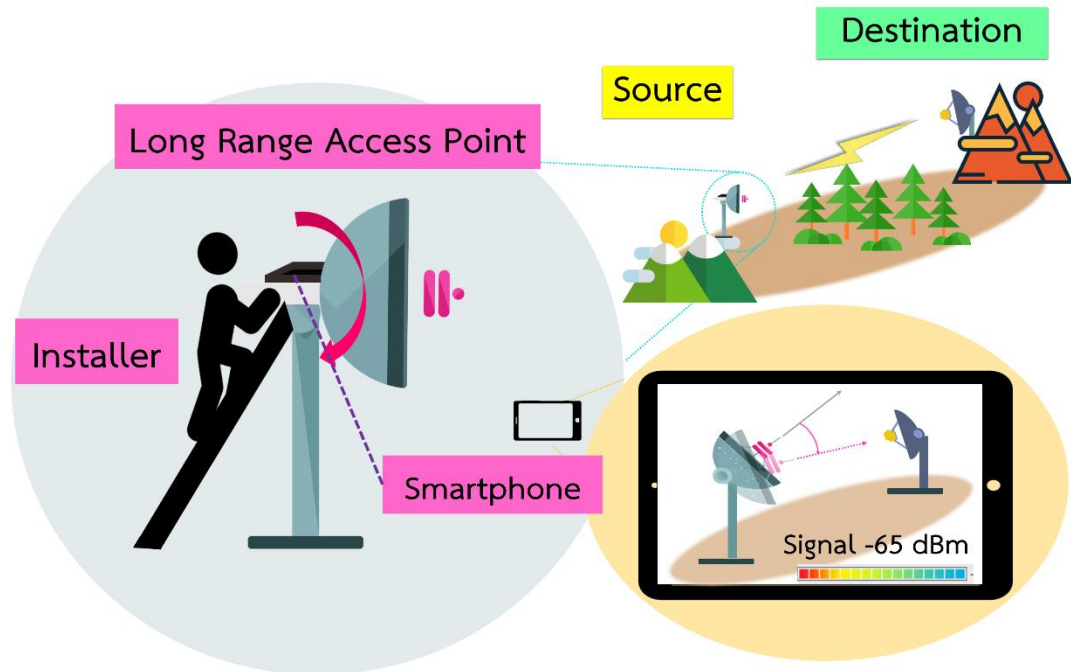 Destination
Source
Long Range Access Point
Installer
Smartphone
Signal -65 dBm